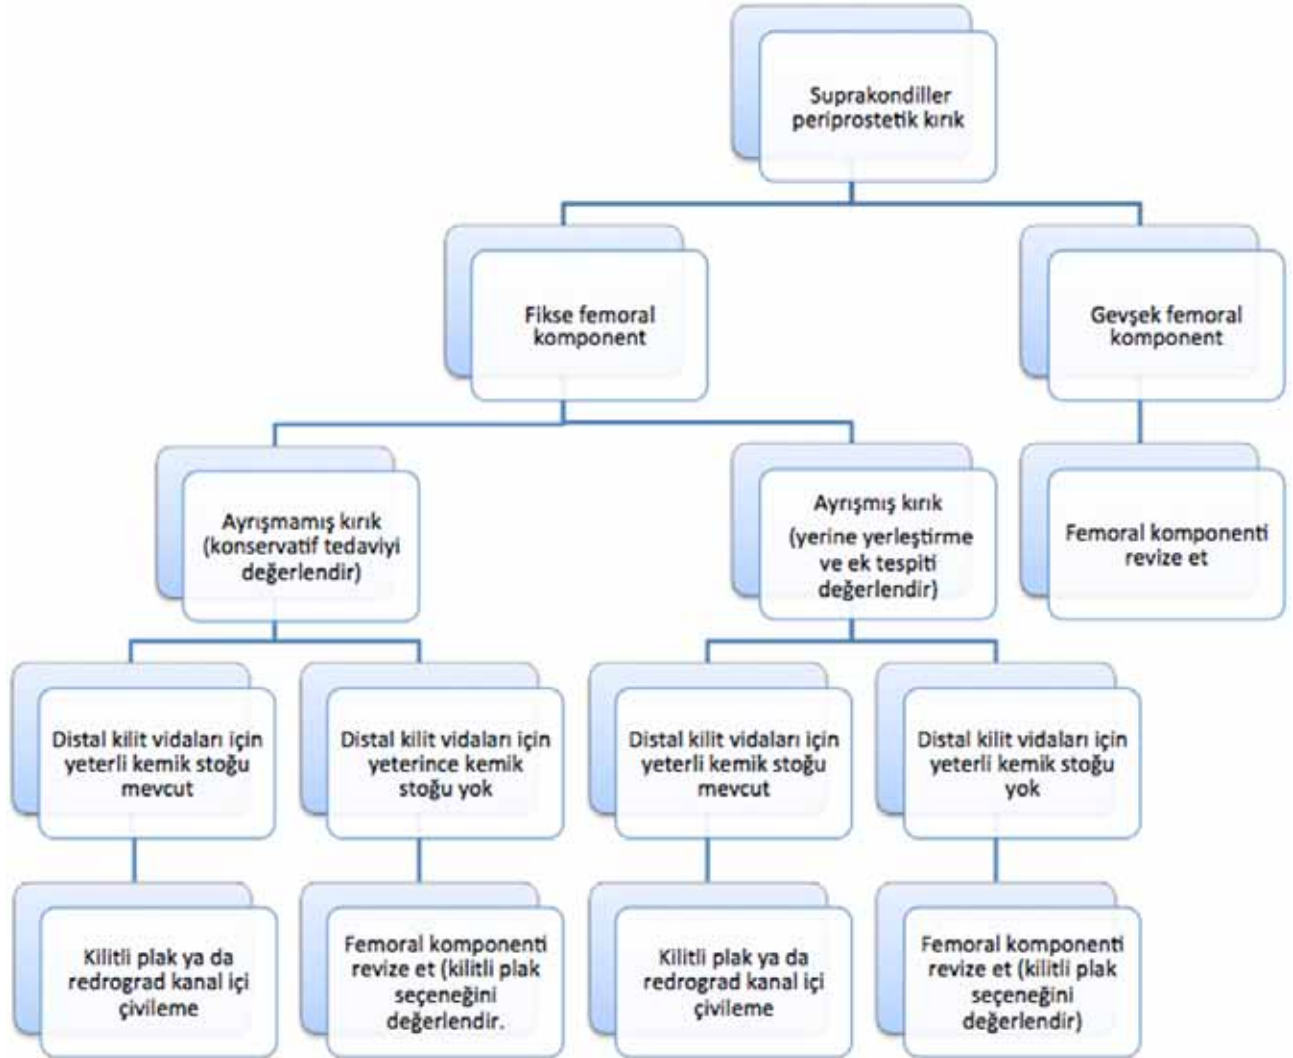 Suprakondiller
periprostetik kırık
Fikse femoral
komponent
Gevşek femoral
komponent
Ayrışmamış kırık
(konservatif tedaviyi
değerlendir)
Ayrışmış kırık
(yerine yerleştirme
ve ek tespiti
değerlendir)
Femoral komponenti
revize et
Distal kilit vidaları için
yeterli kemik stoğu
mevcut
Distal kilit vidaları için
yeterince kemik
stoğu yok
Distal kilit vidaları için
yeterli kemik stoğu
mevcut
Distal kilit vidaları için
yeterli kemik stoğu
yok
Kilitli plak ya da
redrograd kanal içi
çivileme
Femoral komponenti
revize et (kilitli plak
seçeneğini
değerlendir.
Kilitli plak ya da
redrograd kanal içi
çivileme
Femoral komponenti
revize et (kilitli plak
seçeneğini
değerlendir)